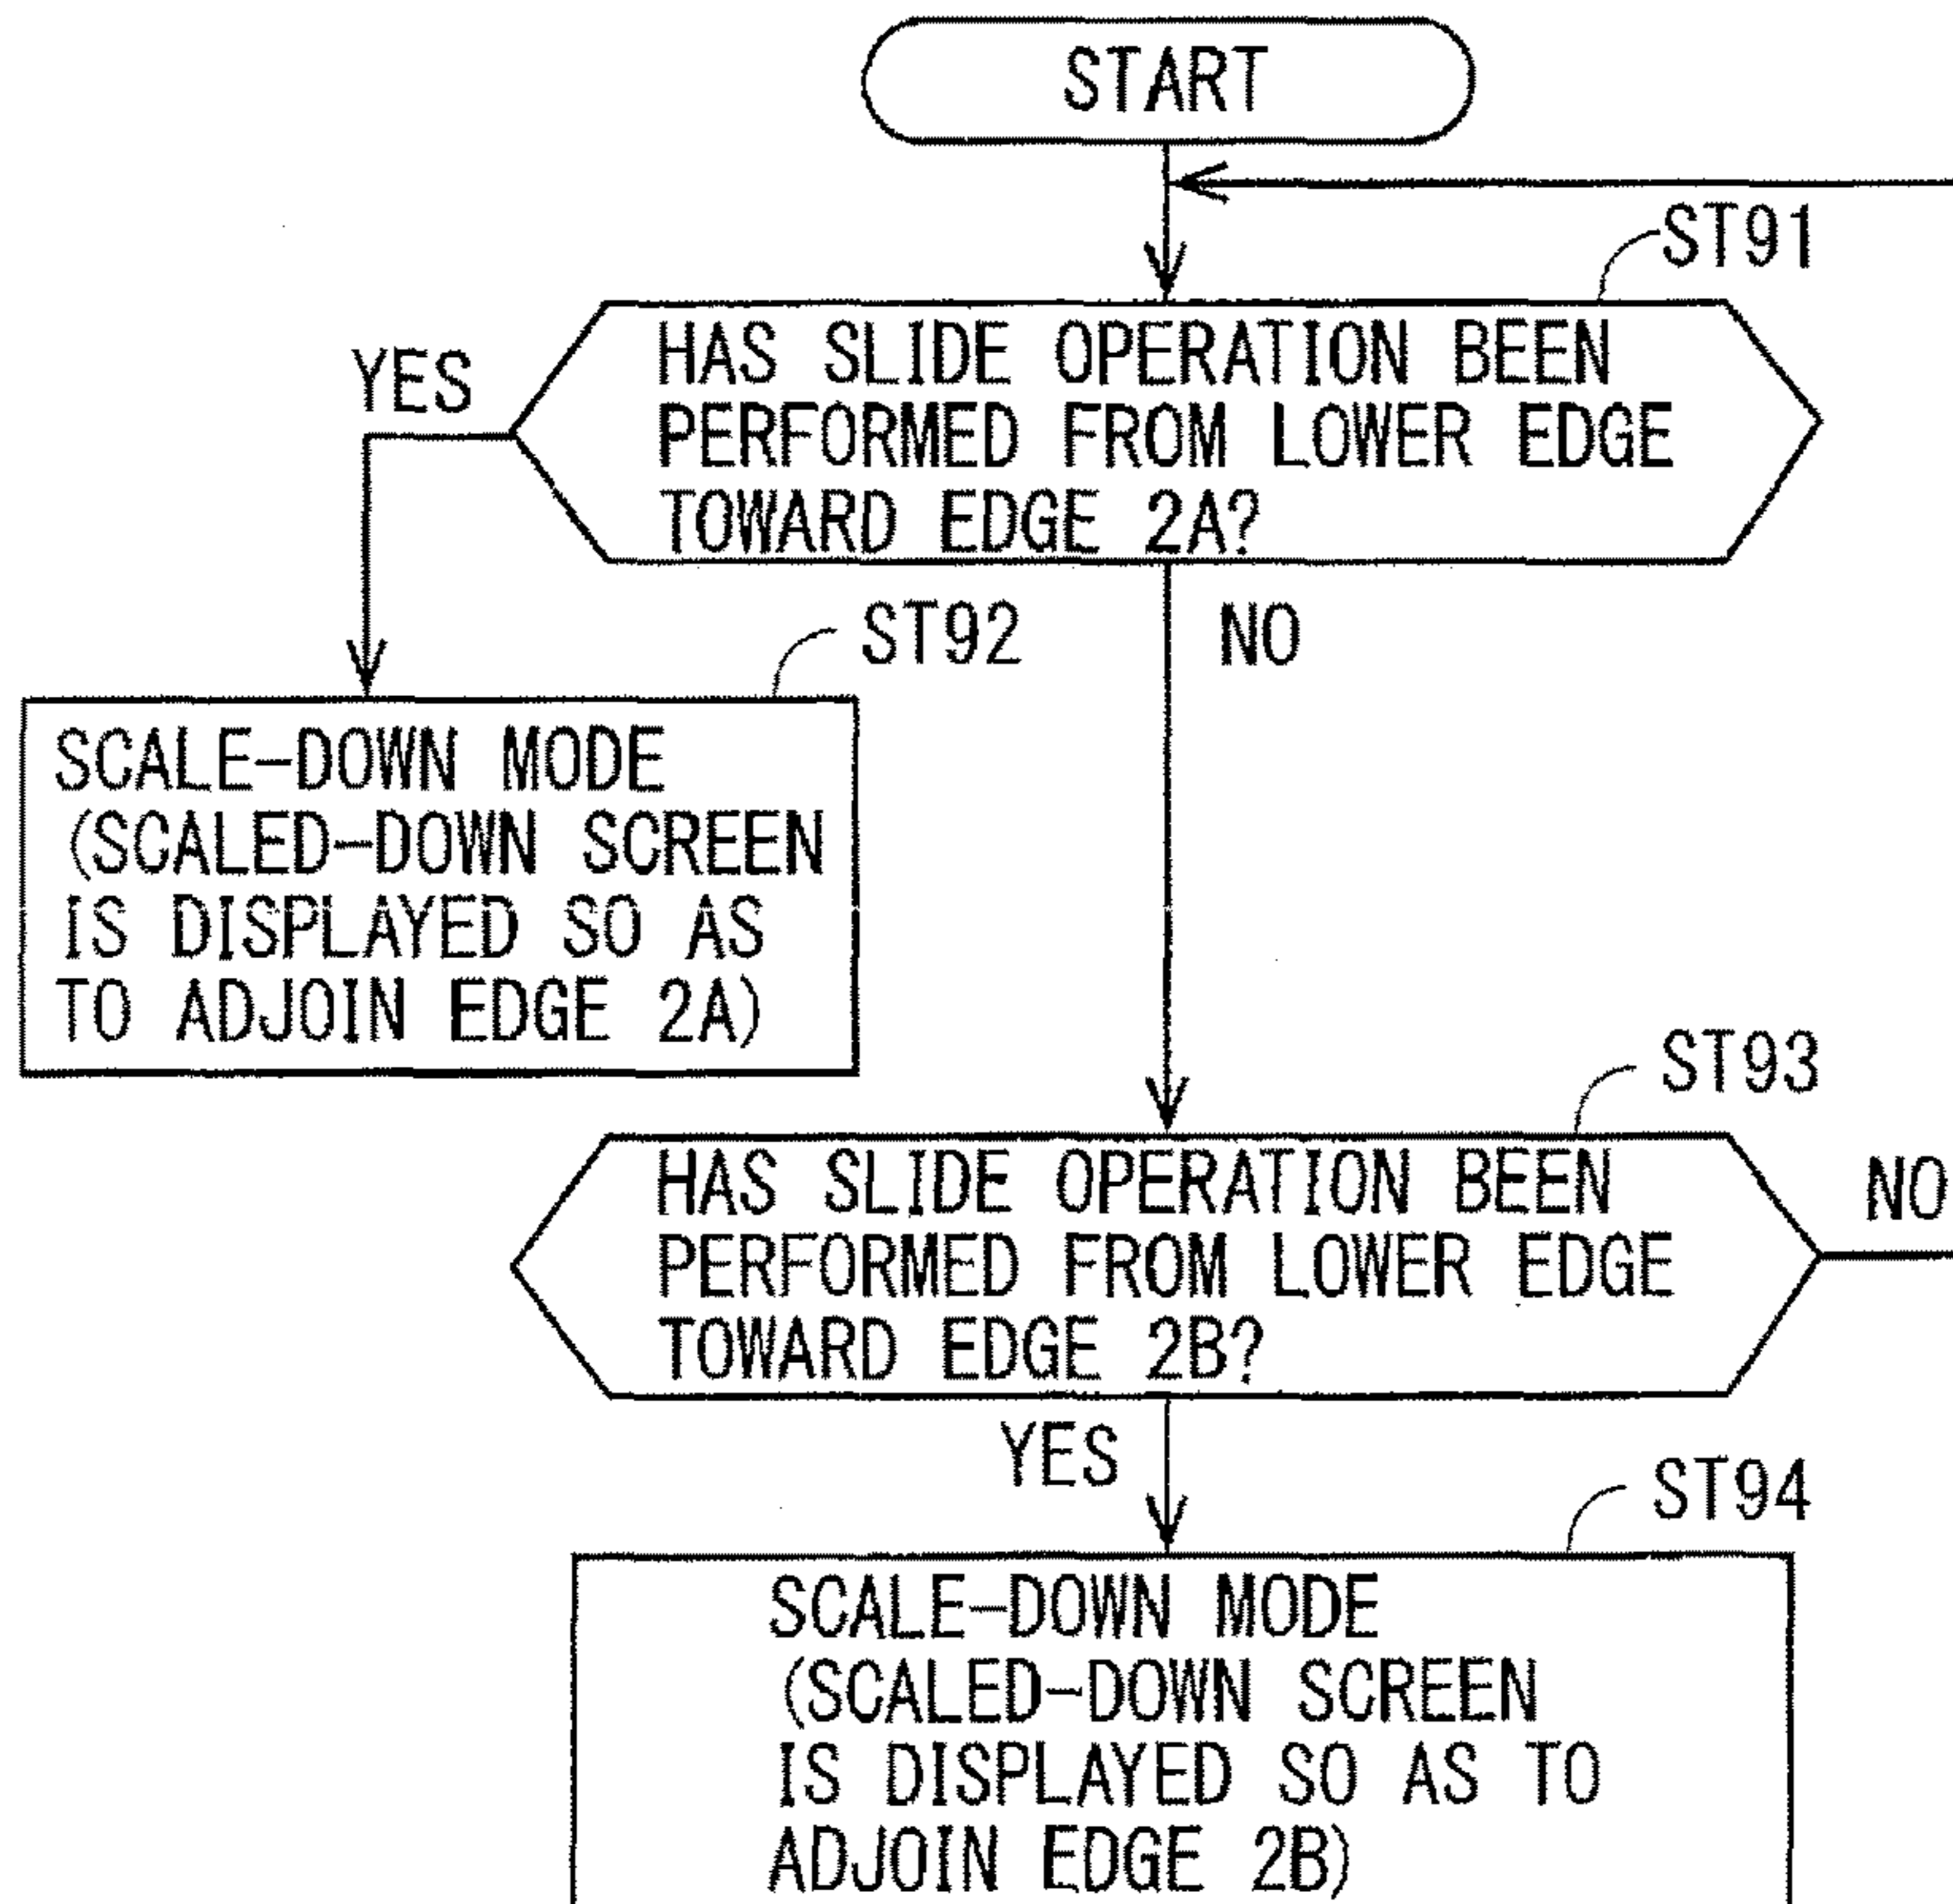 START
ST91
HAS SLIDE OPERATION BEEN
PERFORMED FROM LOWER EDGE
TOWARD EDGE 2A?
YES
NO
ST92
SCALE-DOWN MODE
(SCALED-DOWN SCREEN
IS DISPLAYED SO AS
TO ADJOIN EDGE 2A)
ST93
HAS SLIDE OPERATION BEEN
PERFORMED FROM LOWER EDGE
TOWARD EDGE 2B?
NO
YES
ST94
SCALE-DOWN MODE
(SCALED-DOWN SCREEN
IS DISPLAYED SO AS TO
ADJOIN EDGE 2B)